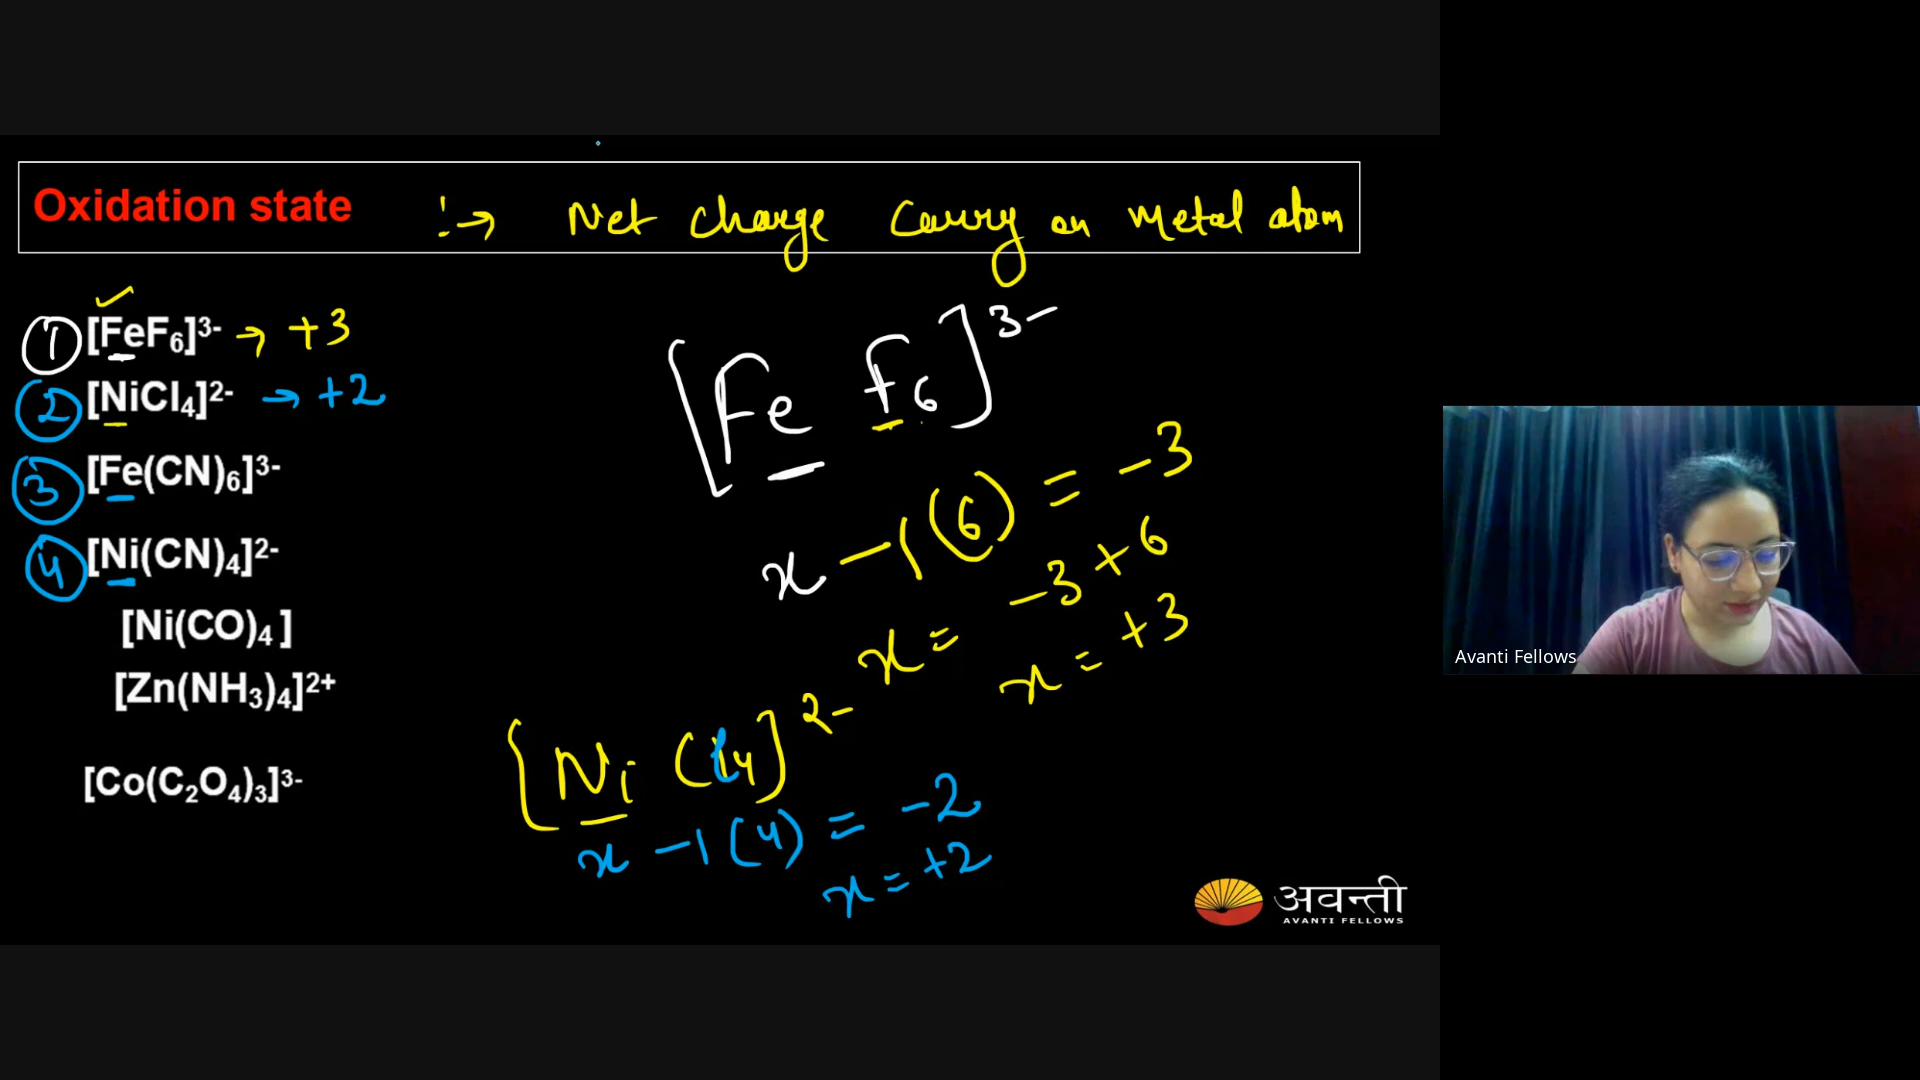 Oxidation state :→ Net charge Carry on metal atom
① [FeF₆]³⁻ → +3
② [NiCl₄]²⁻ → +2
③ [Fe(CN)₆]³⁻
④ [Ni(CN)₄]²⁻
[Ni(CO)₄ ]
[Zn(NH₃)₄]²⁺
[Co(C₂O₄)₃]³⁻
[Fe F₆]³⁻
x -1(6) = -3
x = -3+6
x = +3
[Ni Cl₄]²⁻
x -1(4) = -2
x = +2
अवन्ती
AVANTI FELLOWS
Avanti Fellows